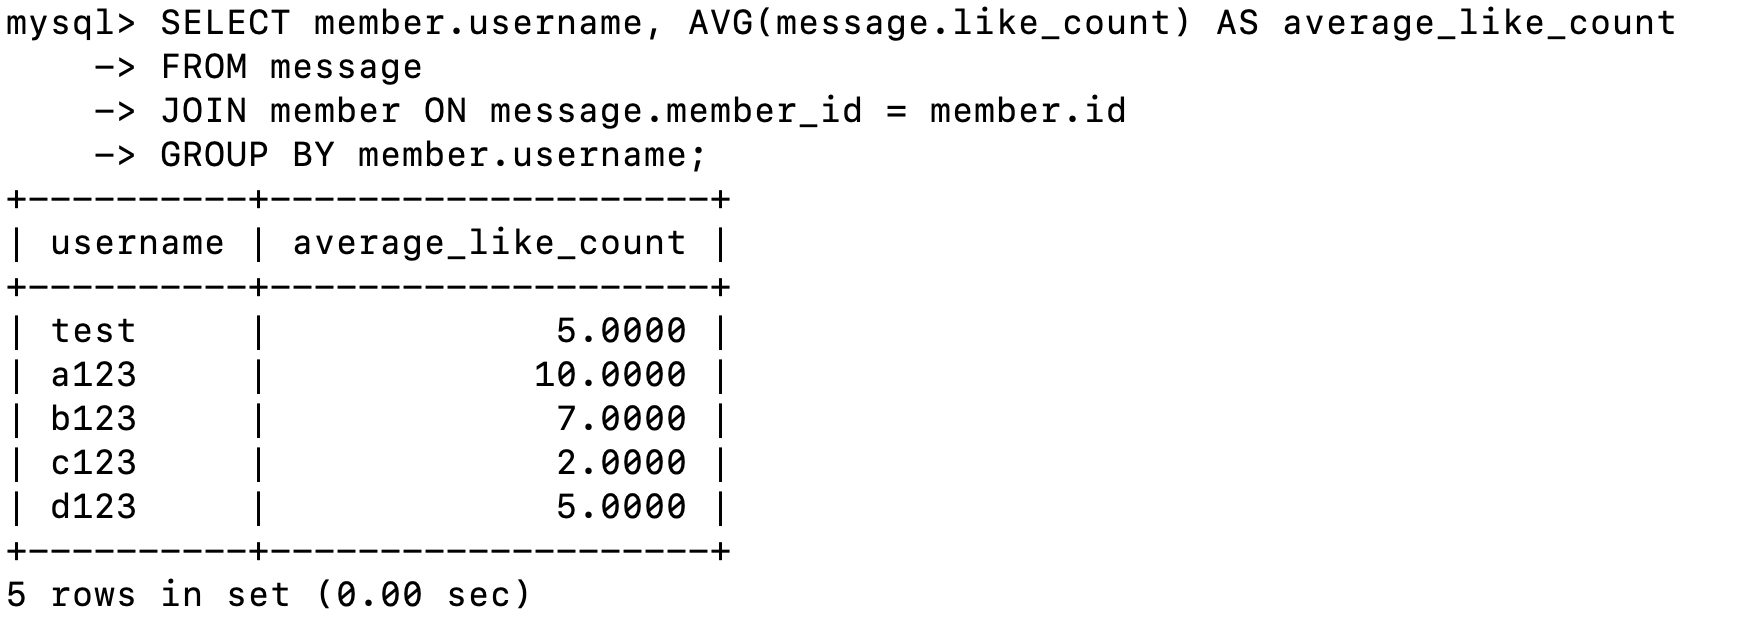 mysql> SELECT member.username, AVG(message.like_count) AS average_like_count
    -> FROM message
    -> JOIN member ON message.member_id = member.id
    -> GROUP BY member.username;
+----------+--------------------+
| username | average_like_count |
+----------+--------------------+
| test     |             5.0000 |
| a123     |            10.0000 |
| b123     |             7.0000 |
| c123     |             2.0000 |
| d123     |             5.0000 |
+----------+--------------------+
5 rows in set (0.00 sec)